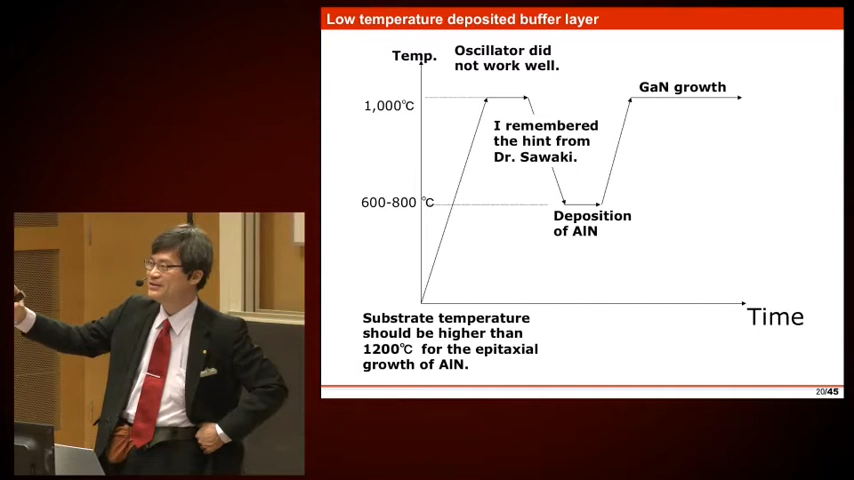 Low temperature deposited buffer layer
Temp.
Oscillator did
not work well.
GaN growth
1,000℃
I remembered
the hint from
Dr. Sawaki.
600-800 ℃
Deposition
of AlN
Time
Substrate temperature
should be higher than
1200℃ for the epitaxial
growth of AlN.
20/45